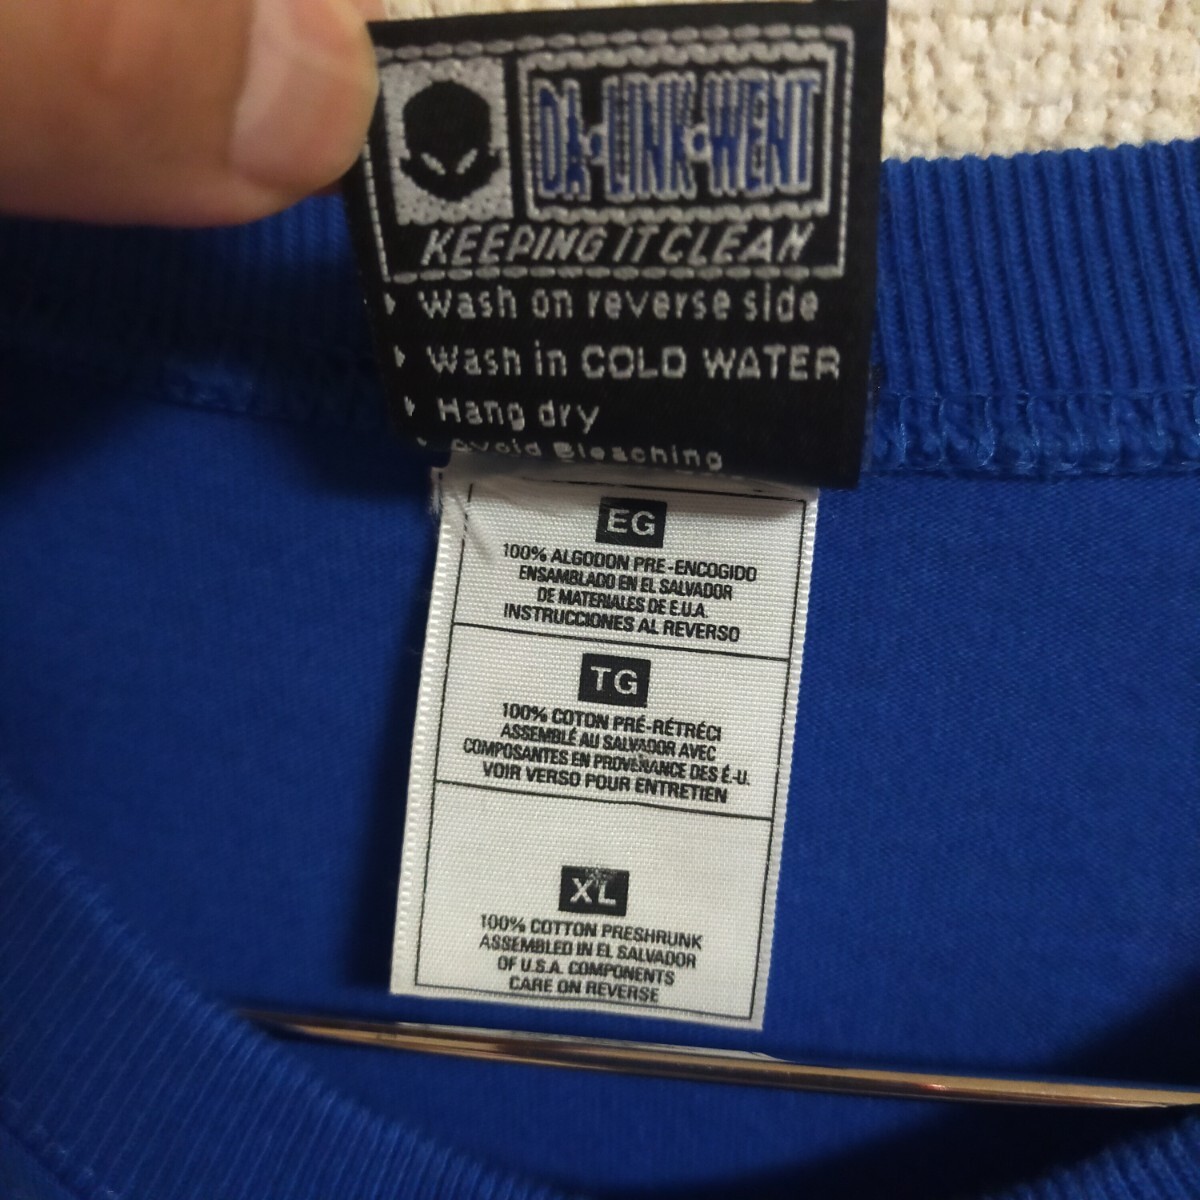 DA·LINK·WENT
KEEPING IT CLEAN
Wash on reverse side
Wash in COLD WATER
Hang dry
Avoid Bleaching
EG
100% ALGODON PRE-ENCOGIDO
ENSAMBLADO EN EL SALVADOR
DE MATERIALES DE E.U.A.
INSTRUCCIONES AL REVERSO
TG
100% COTON PRÉ-RÉTRÉCI
ASSEMBLÉ AU SALVADOR AVEC
COMPOSANTES EN PROVENANCE DES É.-U.
VOIR VERSO POUR ENTRETIEN
XL
100% COTTON PRESHRUNK
ASSEMBLED IN EL SALVADOR
OF U.S.A. COMPONENTS
CARE ON REVERSE